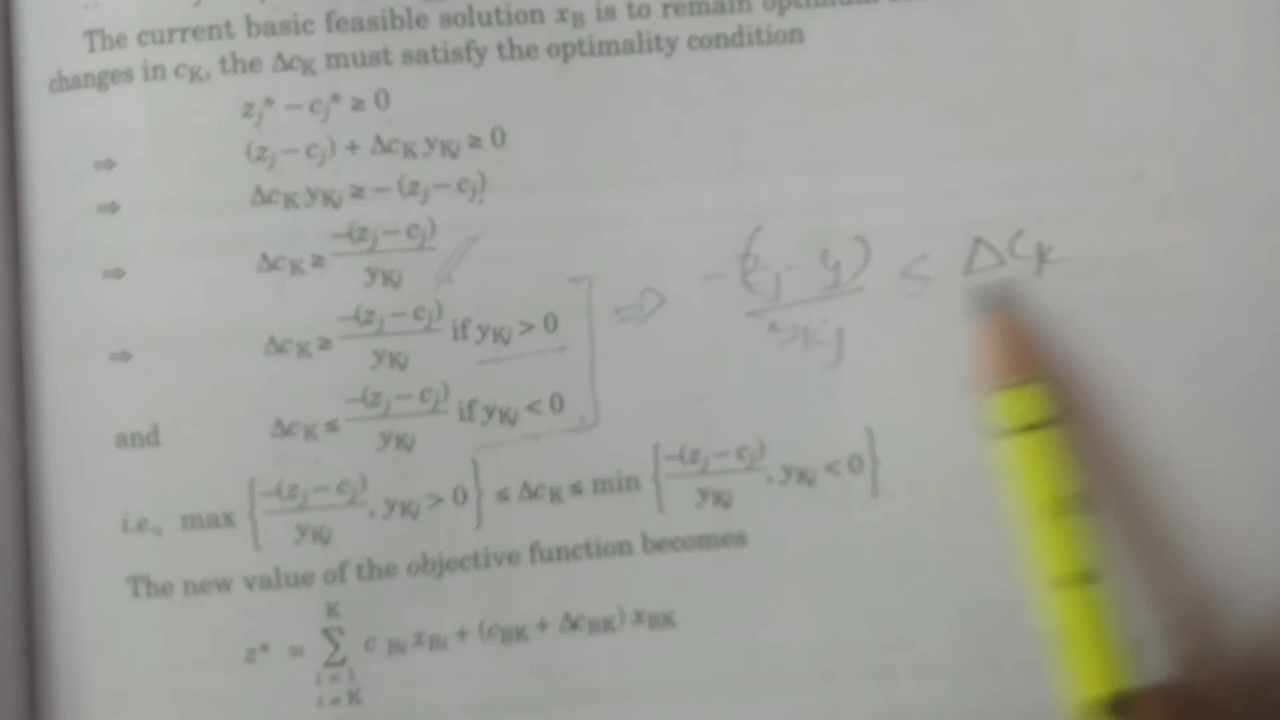 The current basic feasible solution x_B is to remain optimum
changes in c_K, the Δc_K must satisfy the optimality condition
z_j* − c_j* ≥ 0
⇒ (z_j − c_j) + Δc_K y_Kj ≥ 0
⇒ Δc_K y_Kj ≥ − (z_j − c_j)
⇒ Δc_K ≥ −(z_j − c_j) / y_Kj
⇒ Δc_K ≥ −(z_j − c_j) / y_Kj if y_Kj > 0
⇒ −(z_j − c_j) / y_Kj ≤ Δc_K
and Δc_K ≤ −(z_j − c_j) / y_Kj if y_Kj < 0
i.e., max { −(z_j − c_j) / y_Kj , y_Kj > 0 } ≤ Δc_K ≤ min { −(z_j − c_j) / y_Kj , y_Kj < 0 }
The new value of the objective function becomes
z* = K Σ i = 1 i = K c_Bi x_Bi + (c_BK + Δc_BK) x_BK